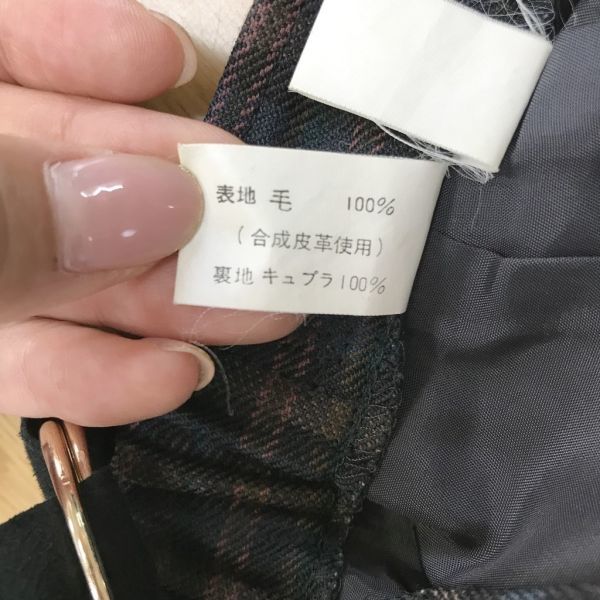 表地 毛 100%
(合成皮革使用)
裏地 キュプラ100%